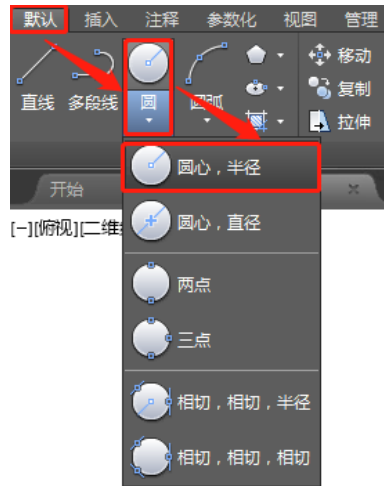 默认 插入 注释 参数化 视图 管理
直线 多段线 圆 圆弧 移动
复制
拉伸
圆心，半径
开始
圆心，直径
[-][俯视][二维
两点
三点
相切，相切，半径
相切，相切，相切